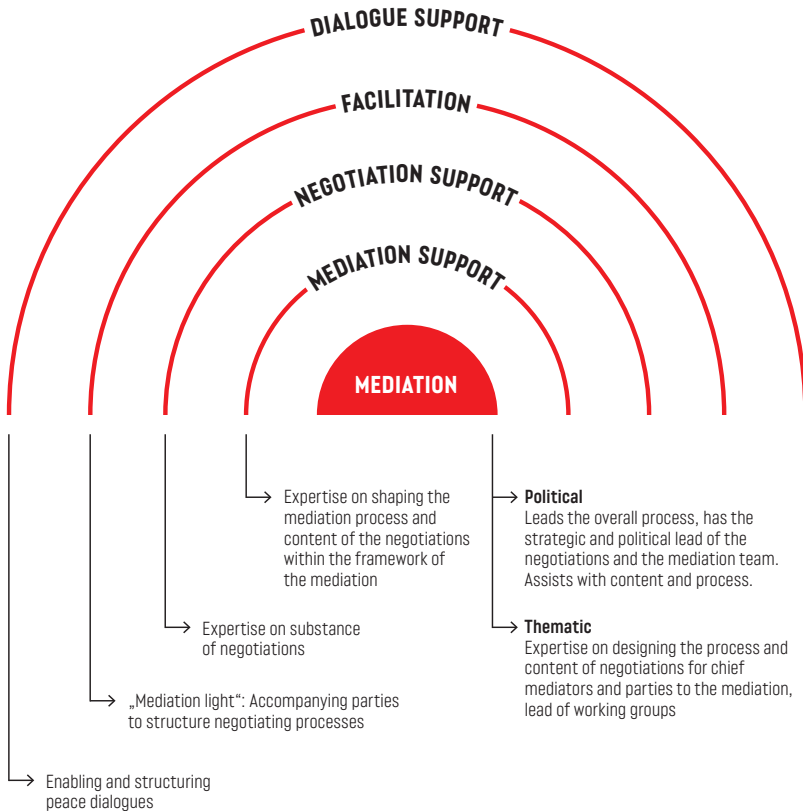 DIALOGUE SUPPORT
FACILITATION
NEGOTIATION SUPPORT
MEDIATION SUPPORT
MEDIATION
Expertise on shaping the
mediation process and
content of the negotiations
within the framework of
the mediation
Political
Leads the overall process, has the
strategic and political lead of the
negotiations and the mediation team.
Assists with content and process.
Expertise on substance
of negotiations
Thematic
Expertise on designing the process and
content of negotiations for chief
mediators and parties to the mediation,
lead of working groups
„Mediation light“: Accompanying parties
to structure negotiating processes
Enabling and structuring
peace dialogues